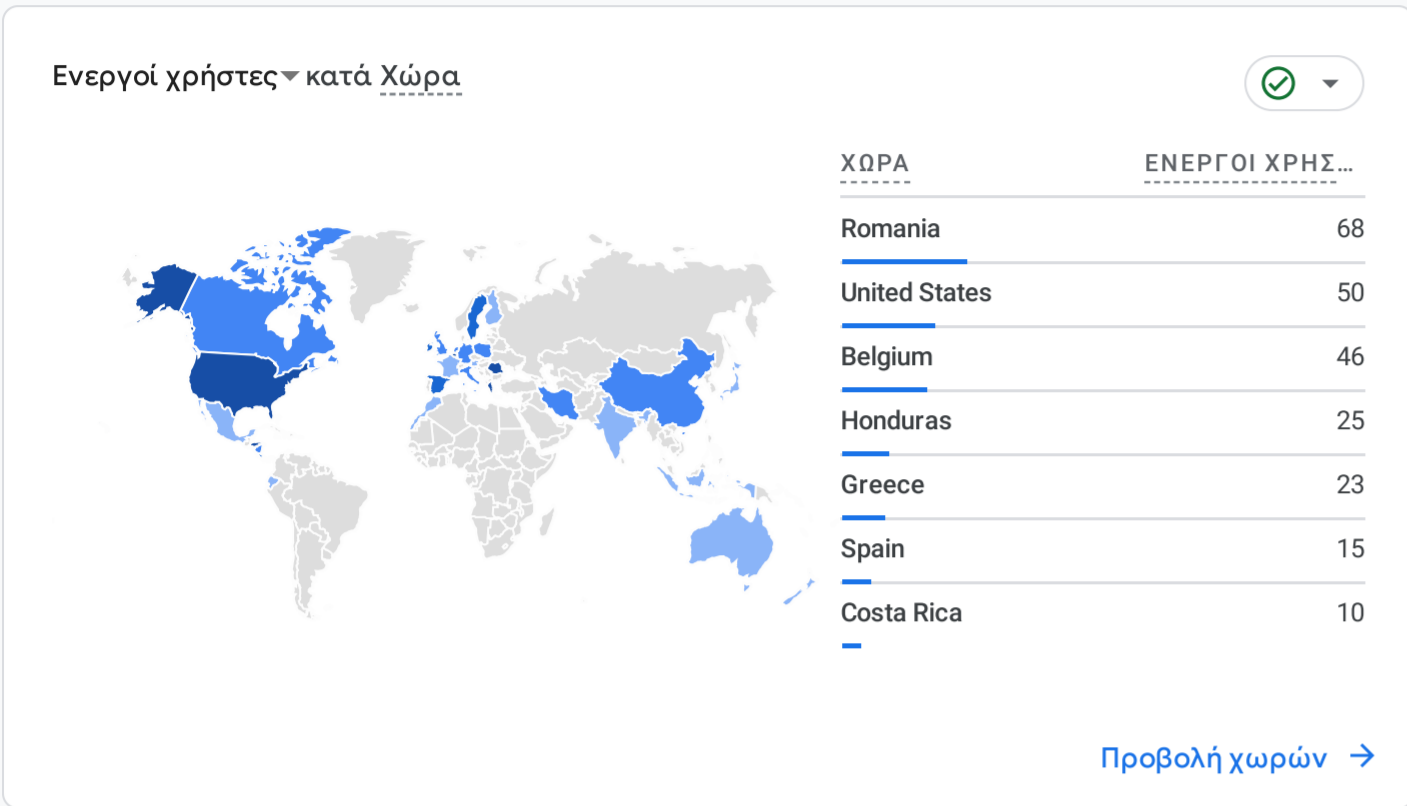 Ενεργοί χρήστες κατά Χώρα
ΧΩΡΑ ΕΝΕΡΓΟΙ ΧΡΗΣ…
Romania 68
United States 50
Belgium 46
Honduras 25
Greece 23
Spain 15
Costa Rica 10
Προβολή χωρών